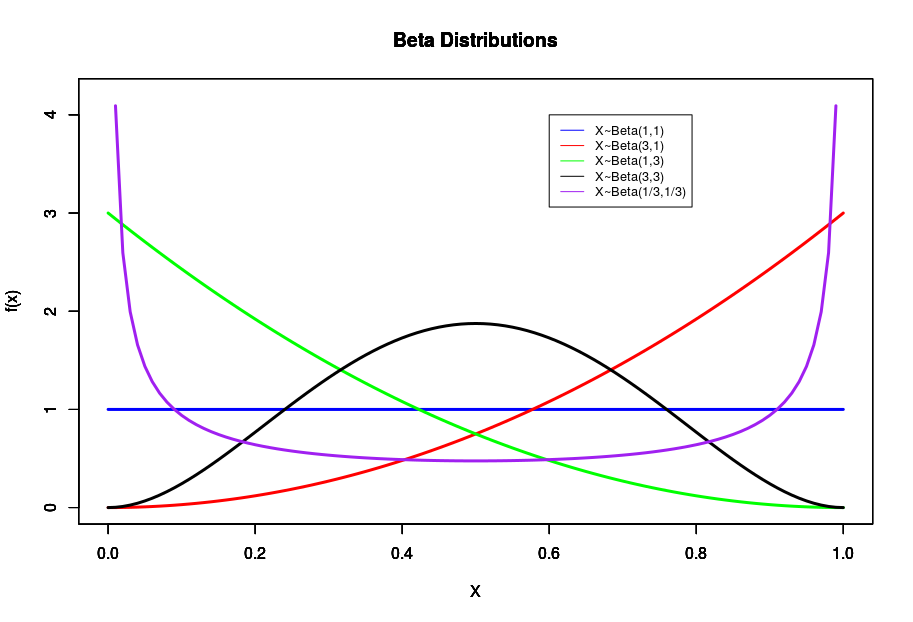 Beta Distributions
4
3
2
1
0
f(x)
X~Beta(1,1)
X~Beta(3,1)
X~Beta(1,3)
X~Beta(3,3)
X~Beta(1/3,1/3)
0.0 0.2 0.4 0.6 0.8 1.0
X